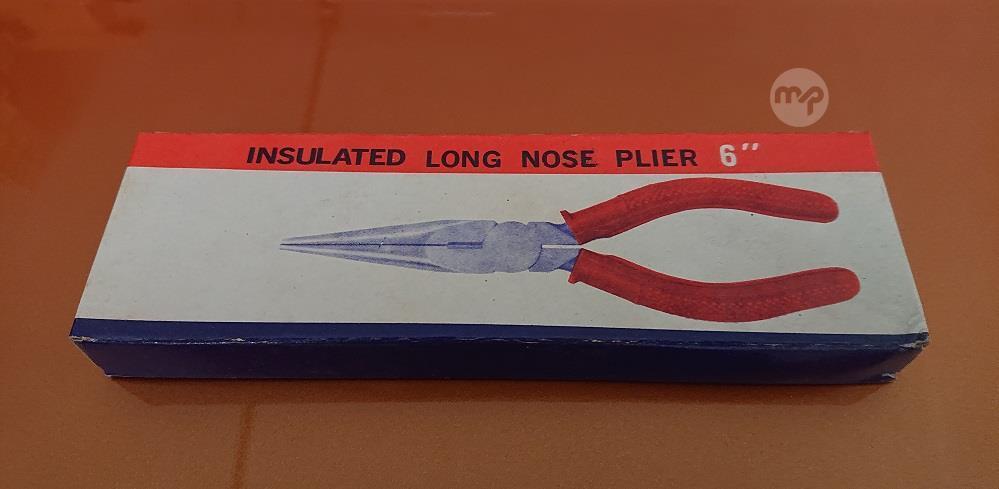 mp
INSULATED LONG NOSE PLIER 6"